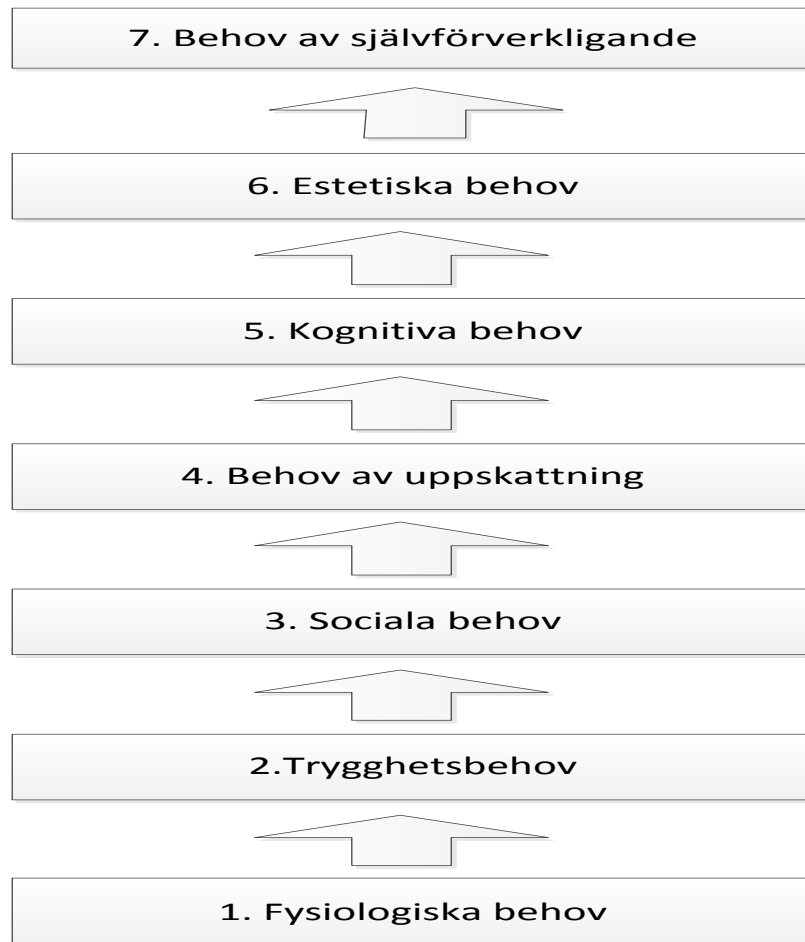 7. Behov av självförverkligande
6. Estetiska behov
5. Kognitiva behov
4. Behov av uppskattning
3. Sociala behov
2.Trygghetsbehov
1. Fysiologiska behov